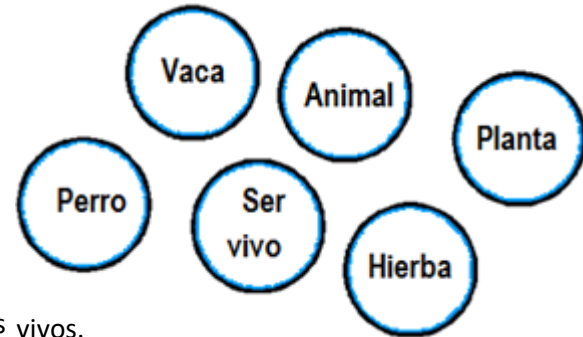 Vaca
Animal
Planta
Perro
Ser
vivo
Hierba
s vivos.